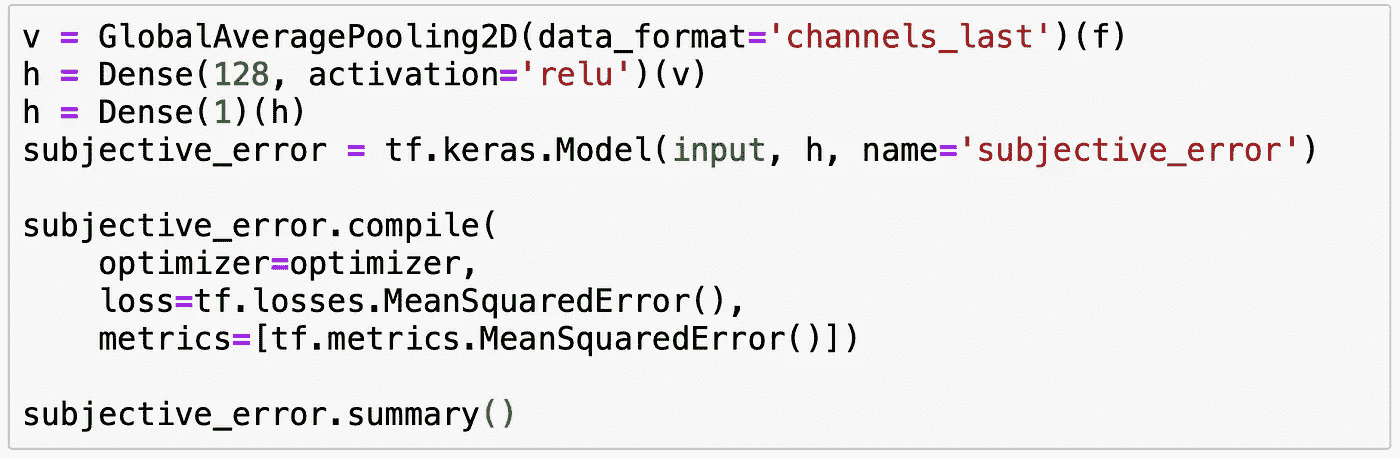 v = GlobalAveragePooling2D(data_format='channels_last')(f)
h = Dense(128, activation='relu')(v)
h = Dense(1)(h)
subjective_error = tf.keras.Model(input, h, name='subjective_error')

subjective_error.compile(
    optimizer=optimizer,
    loss=tf.losses.MeanSquaredError(),
    metrics=[tf.metrics.MeanSquaredError()])

subjective_error.summary()